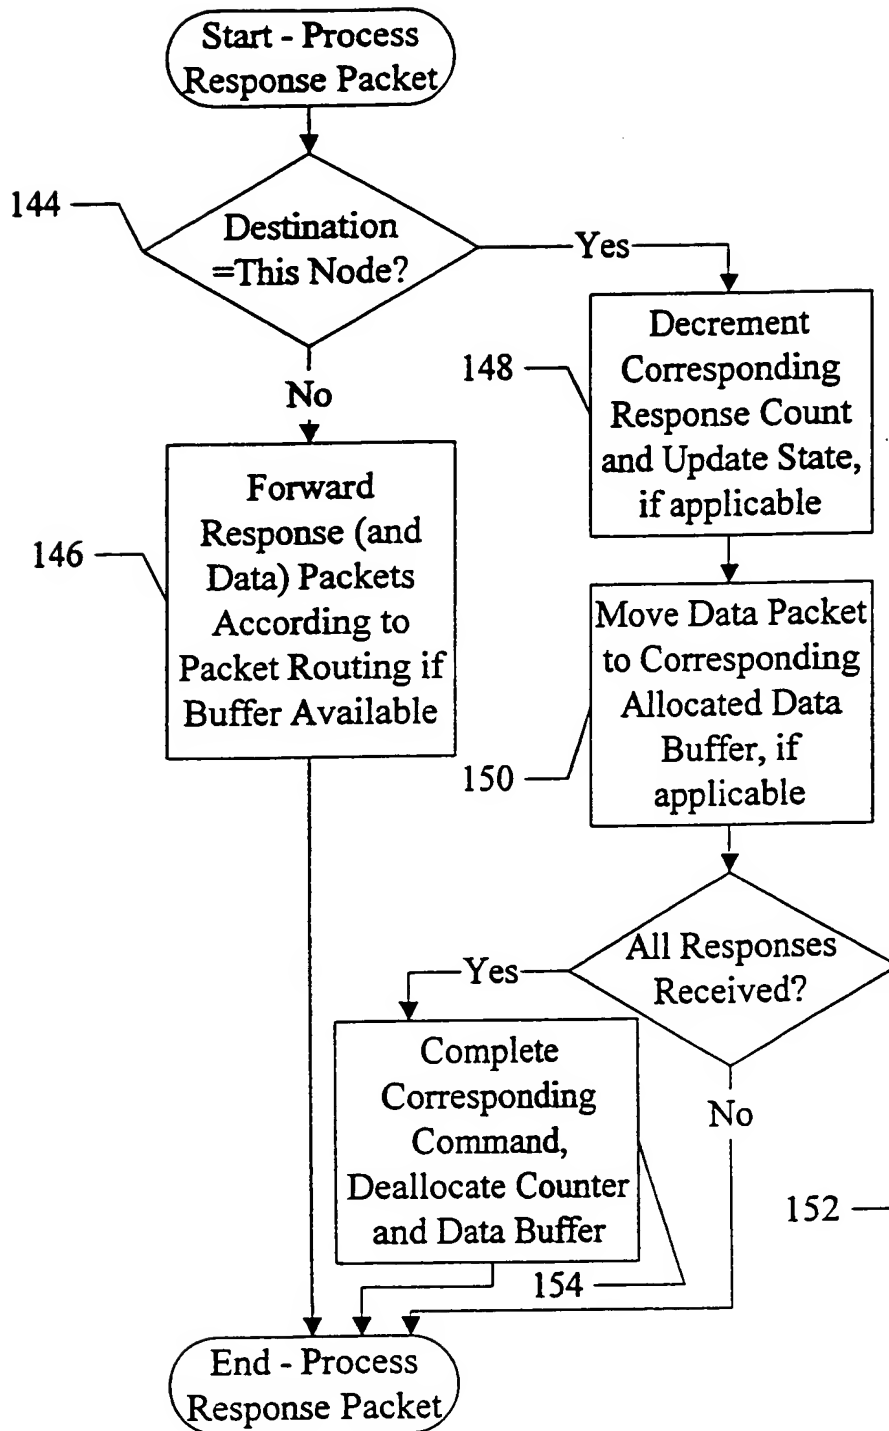 Start - Process
Response Packet
144
Destination
=This Node?
Yes
No
148
Decrement
Corresponding
Response Count
and Update State,
if applicable
146
Forward
Response (and
Data) Packets
According to
Packet Routing if
Buffer Available
150
Move Data Packet
to Corresponding
Allocated Data
Buffer, if
applicable
All Responses
Received?
Yes
No
152
Complete
Corresponding
Command,
Deallocate Counter
and Data Buffer
154
End - Process
Response Packet